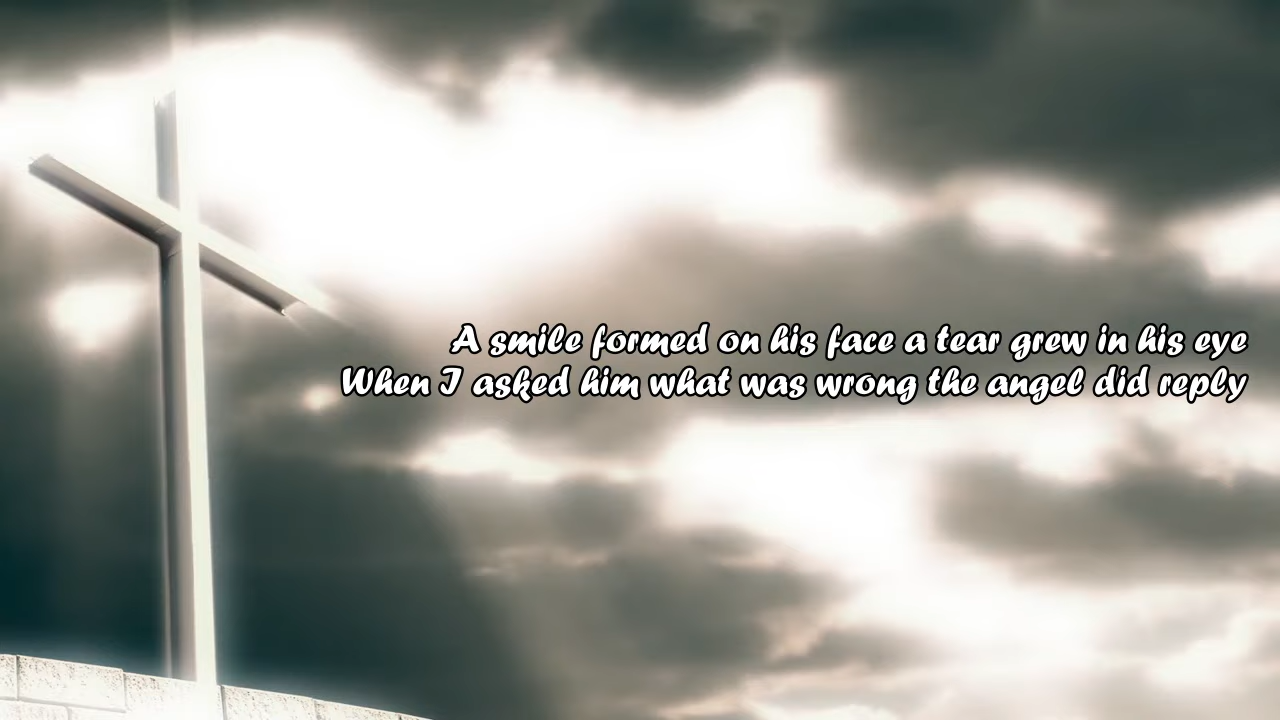 A smile formed on his face a tear grew in his eye
When I asked him what was wrong the angel did reply